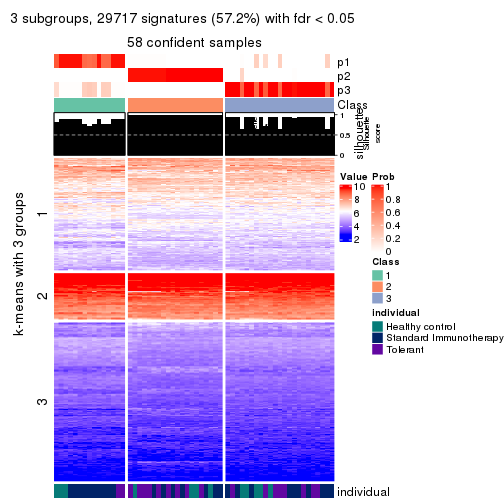 3 subgroups, 29717 signatures (57.2%) with fdr < 0.05
58 confident samples
p1
p2
p3
Class
1
0.5
0
silhouette
Silhouette
score
k-means with 3 groups
1
2
3
Value
10
8
6
4
2
Prob
1
0.8
0.6
0.4
0.2
0
Class
1
2
3
individual
Healthy control
Standard Immunotherapy
Tolerant
individual